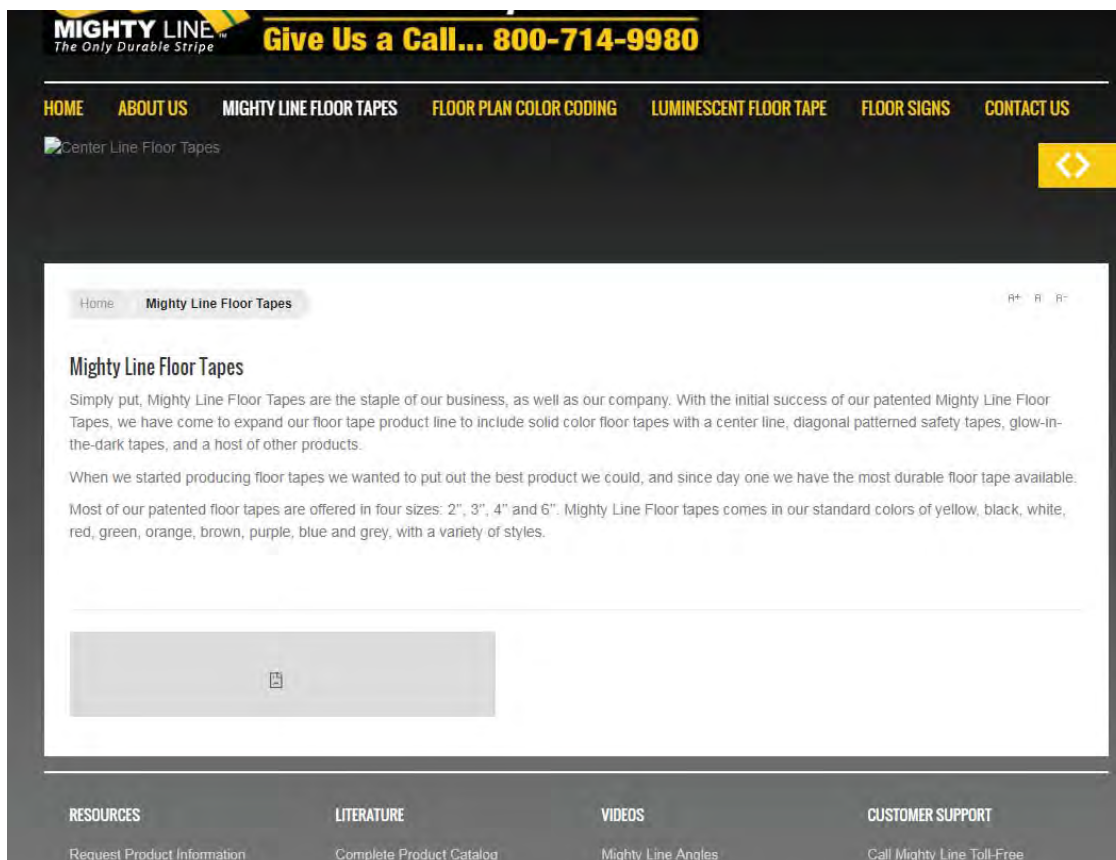 MIGHTY LINE™
The Only Durable Stripe
Give Us a Call... 800-714-9980
HOME ABOUT US MIGHTY LINE FLOOR TAPES FLOOR PLAN COLOR CODING LUMINESCENT FLOOR TAPE FLOOR SIGNS CONTACT US
Center Line Floor Tapes
Home Mighty Line Floor Tapes
A+ A A-
Mighty Line Floor Tapes
Simply put, Mighty Line Floor Tapes are the staple of our business, as well as our company. With the initial success of our patented Mighty Line Floor
Tapes, we have come to expand our floor tape product line to include solid color floor tapes with a center line, diagonal patterned safety tapes, glow-in-
the-dark tapes, and a host of other products.
When we started producing floor tapes we wanted to put out the best product we could, and since day one we have the most durable floor tape available.
Most of our patented floor tapes are offered in four sizes: 2", 3", 4" and 6". Mighty Line Floor tapes comes in our standard colors of yellow, black, white,
red, green, orange, brown, purple, blue and grey, with a variety of styles.
RESOURCES LITERATURE VIDEOS CUSTOMER SUPPORT
Request Product Information Complete Product Catalog Mighty Line Angles Call Mighty Line Toll-Free